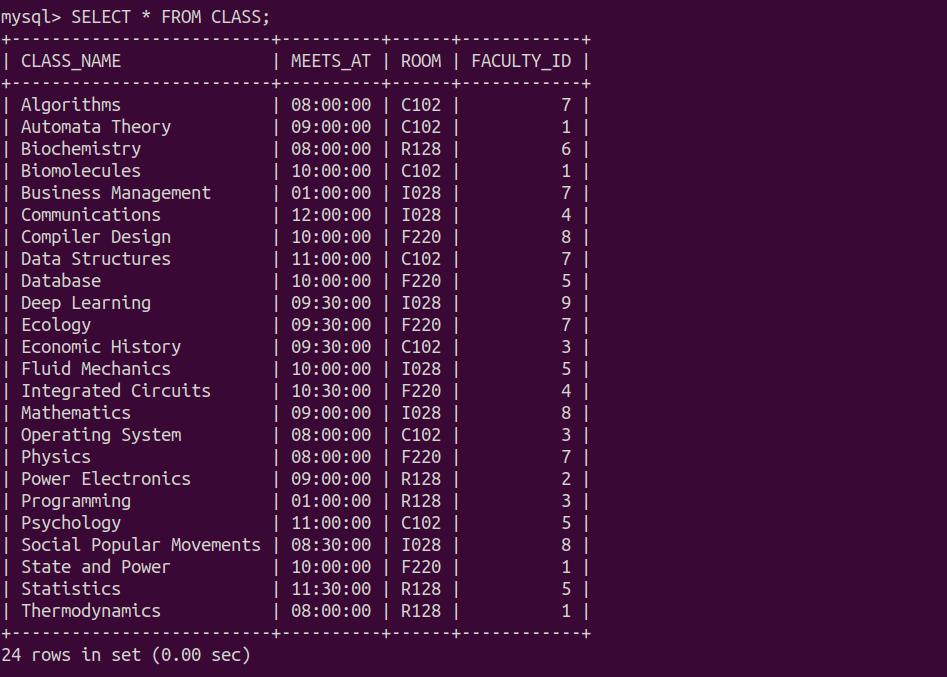 mysql> SELECT * FROM CLASS;
+-------------------------+----------+------+------------+
| CLASS_NAME              | MEETS_AT | ROOM | FACULTY_ID |
+-------------------------+----------+------+------------+
| Algorithms              | 08:00:00 | C102 |          7 |
| Automata Theory         | 09:00:00 | C102 |          1 |
| Biochemistry            | 08:00:00 | R128 |          6 |
| Biomolecules            | 10:00:00 | C102 |          1 |
| Business Management     | 01:00:00 | I028 |          7 |
| Communications          | 12:00:00 | I028 |          4 |
| Compiler Design         | 10:00:00 | F220 |          8 |
| Data Structures         | 11:00:00 | C102 |          7 |
| Database                | 10:00:00 | F220 |          5 |
| Deep Learning           | 09:30:00 | I028 |          9 |
| Ecology                 | 09:30:00 | F220 |          7 |
| Economic History        | 09:30:00 | C102 |          3 |
| Fluid Mechanics         | 10:00:00 | I028 |          5 |
| Integrated Circuits     | 10:30:00 | F220 |          4 |
| Mathematics             | 09:00:00 | I028 |          8 |
| Operating System        | 08:00:00 | C102 |          3 |
| Physics                 | 08:00:00 | F220 |          7 |
| Power Electronics       | 09:00:00 | R128 |          2 |
| Programming             | 01:00:00 | R128 |          3 |
| Psychology              | 11:00:00 | C102 |          5 |
| Social Popular Movements | 08:30:00 | I028 |          8 |
| State and Power         | 10:00:00 | F220 |          1 |
| Statistics              | 11:30:00 | R128 |          5 |
| Thermodynamics          | 08:00:00 | R128 |          1 |
+-------------------------+----------+------+------------+
24 rows in set (0.00 sec)